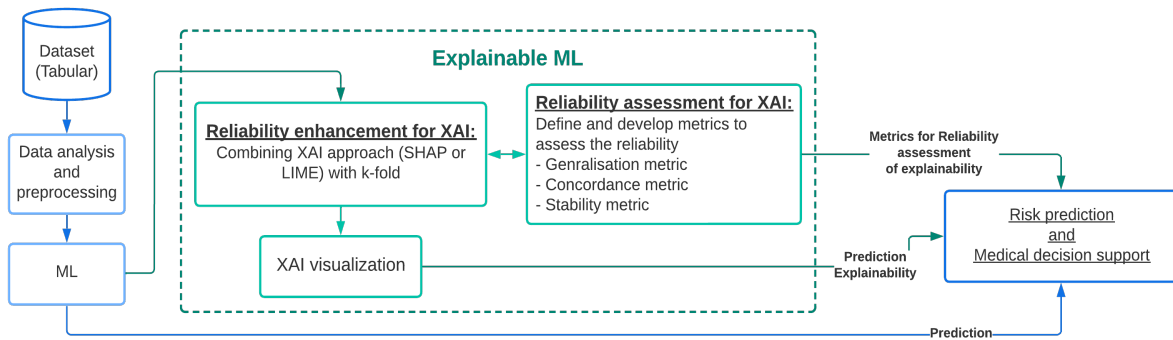 Dataset
(Tabular)
Data analysis
and
preprocessing
ML
Explainable ML
Reliability enhancement for XAI:
Combining XAI approach (SHAP or
LIME) with k-fold
XAI visualization
Reliability assessment for XAI:
Define and develop metrics to
assess the reliability
- Genralisation metric
- Concordance metric
- Stability metric
Metrics for Reliability
assessment
of explainability
Prediction
Explainability
Prediction
Risk prediction
and
Medical decision support